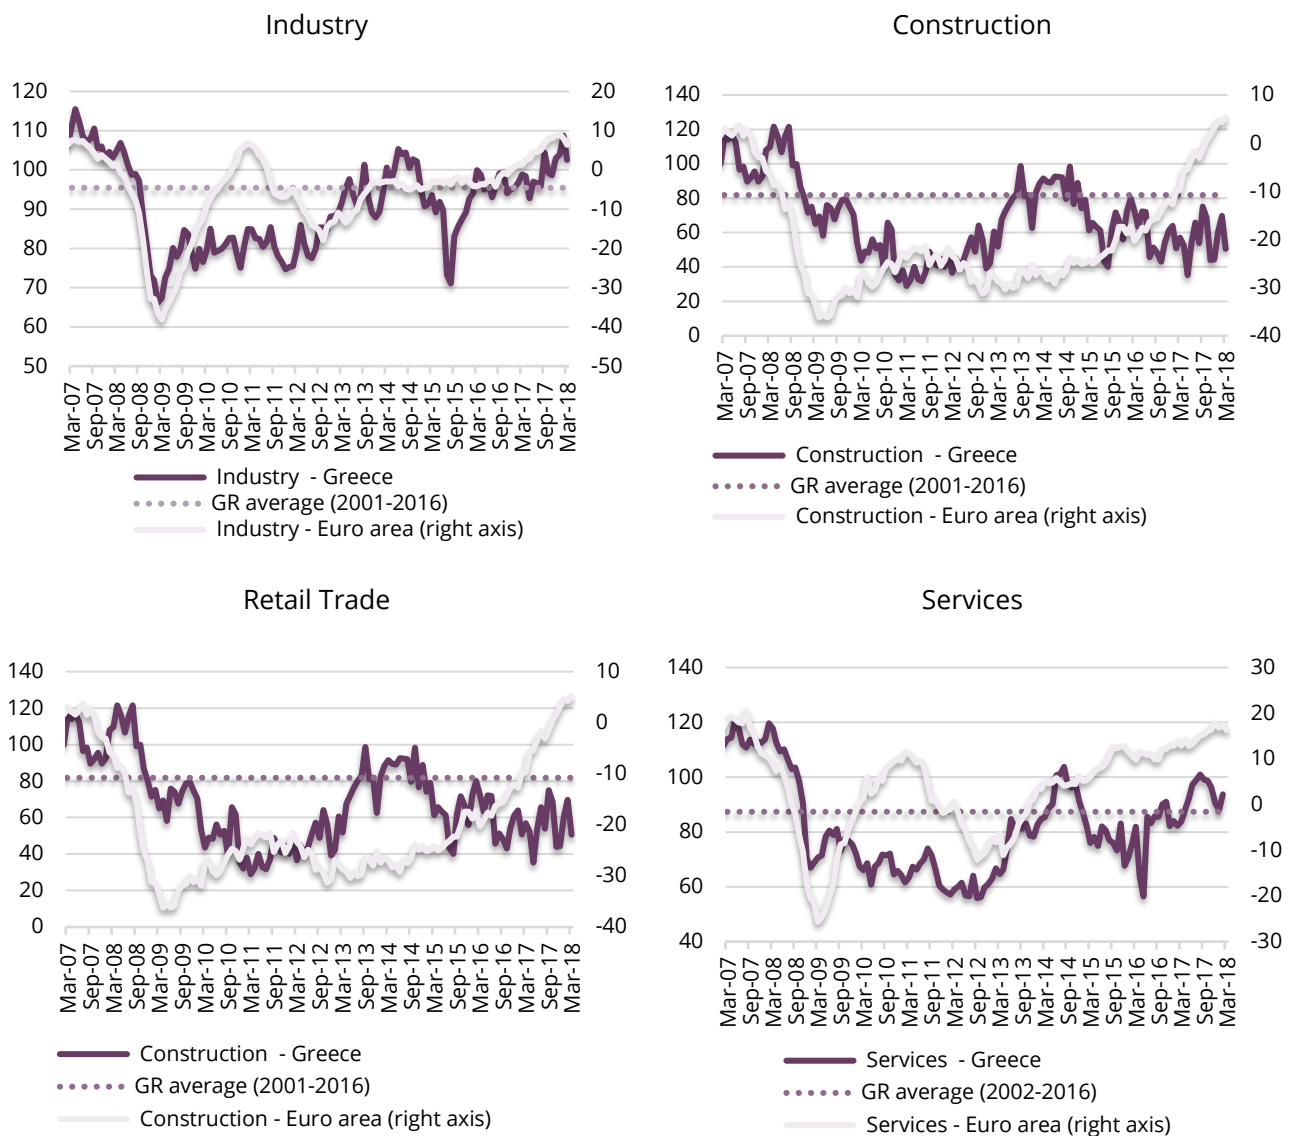 Industry
120
110
100
90
80
70
60
50
20
10
0
-10
-20
-30
-40
-50
Mar-07
Sep-07
Mar-08
Sep-08
Mar-09
Sep-09
Mar-10
Sep-10
Mar-11
Sep-11
Mar-12
Sep-12
Mar-13
Sep-13
Mar-14
Sep-14
Mar-15
Sep-15
Mar-16
Sep-16
Mar-17
Sep-17
Mar-18
Industry - Greece
GR average (2001-2016)
Industry - Euro area (right axis)
Construction
140
120
100
80
60
40
20
0
10
0
-10
-20
-30
-40
Mar-07
Sep-07
Mar-08
Sep-08
Mar-09
Sep-09
Mar-10
Sep-10
Mar-11
Sep-11
Mar-12
Sep-12
Mar-13
Sep-13
Mar-14
Sep-14
Mar-15
Sep-15
Mar-16
Sep-16
Mar-17
Sep-17
Mar-18
Construction - Greece
GR average (2001-2016)
Construction - Euro area (right axis)
Retail Trade
140
120
100
80
60
40
20
0
10
0
-10
-20
-30
-40
Mar-07
Sep-07
Mar-08
Sep-08
Mar-09
Sep-09
Mar-10
Sep-10
Mar-11
Sep-11
Mar-12
Sep-12
Mar-13
Sep-13
Mar-14
Sep-14
Mar-15
Sep-15
Mar-16
Sep-16
Mar-17
Sep-17
Mar-18
Construction - Greece
GR average (2001-2016)
Construction - Euro area (right axis)
Services
140
120
100
80
60
40
30
20
10
0
-10
-20
-30
Mar-07
Sep-07
Mar-08
Sep-08
Mar-09
Sep-09
Mar-10
Sep-10
Mar-11
Sep-11
Mar-12
Sep-12
Mar-13
Sep-13
Mar-14
Sep-14
Mar-15
Sep-15
Mar-16
Sep-16
Mar-17
Sep-17
Mar-18
Services - Greece
GR average (2002-2016)
Services - Euro area (right axis)